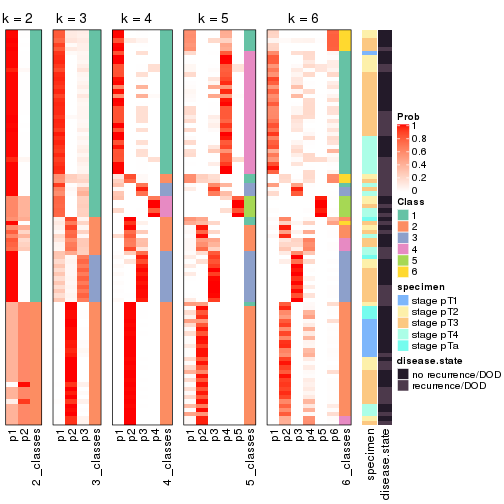 k = 2
k = 3
k = 4
k = 5
k = 6
p1
p2
2_classes
p1
p2
p3
3_classes
p1
p2
p3
p4
4_classes
p1
p2
p3
p4
p5
5_classes
p1
p2
p3
p4
p5
p6
6_classes
specimen
disease.state
Prob
1
0.8
0.6
0.4
0.2
0
Class
1
2
3
4
5
6
specimen
stage pT1
stage pT2
stage pT3
stage pT4
stage pTa
disease.state
no recurrence/DOD
recurrence/DOD